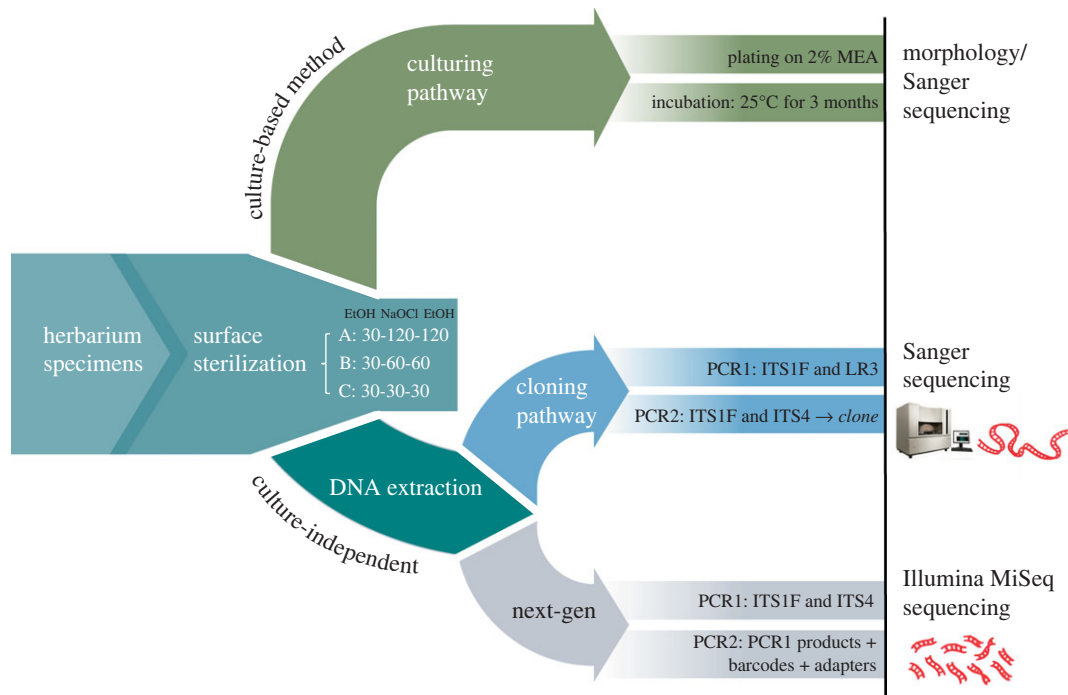 culture-based method
culturing
pathway
plating on 2% MEA
incubation: 25°C for 3 months
morphology/
Sanger
sequencing
herbarium
specimens
surface
sterilization
EtOH NaOCl EtOH
A: 30-120-120
B: 30-60-60
C: 30-30-30
culture-independent
DNA extraction
cloning
pathway
PCR1: ITS1F and LR3
PCR2: ITS1F and ITS4 → clone
Sanger
sequencing
next-gen
PCR1: ITS1F and ITS4
PCR2: PCR1 products +
barcodes + adapters
Illumina MiSeq
sequencing